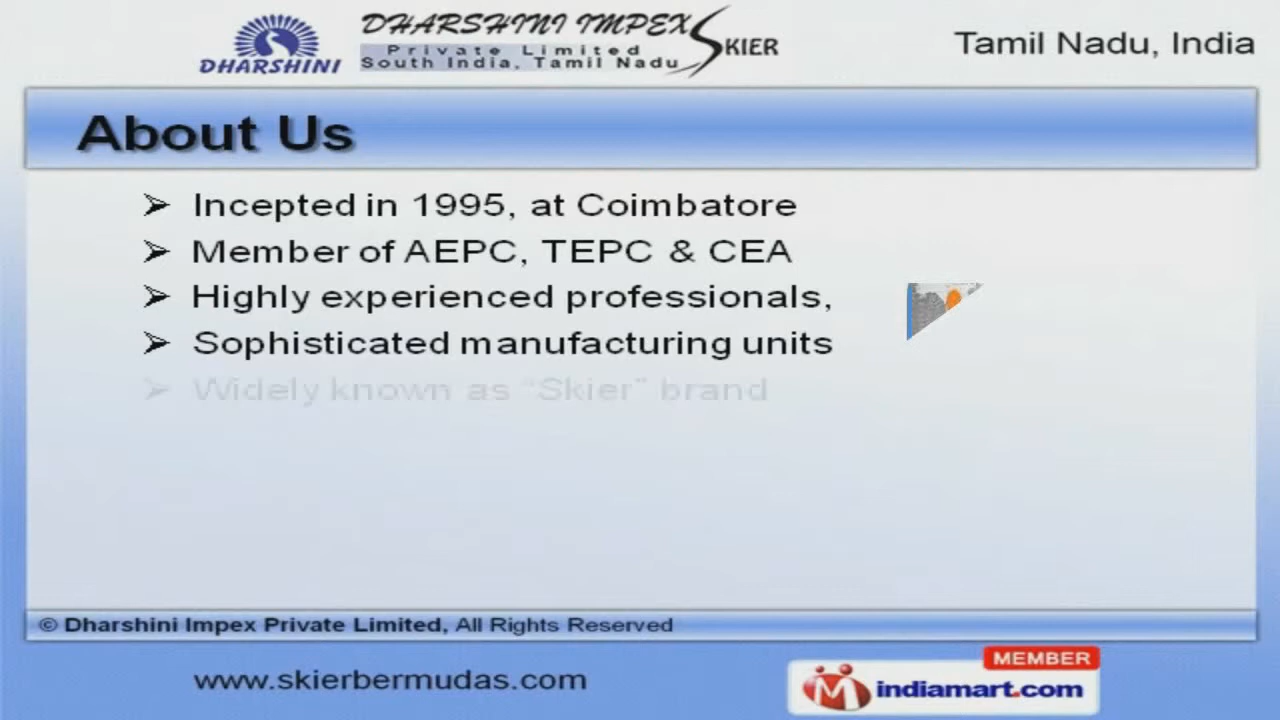 DHARSHINI
DHARSHINI IMPEX
Private Limited
South India, Tamil Nadu
SKIER
Tamil Nadu, India
About Us
➢ Incepted in 1995, at Coimbatore
➢ Member of AEPC, TEPC & CEA
➢ Highly experienced professionals,
➢ Sophisticated manufacturing units
➢ Widely known as “Skier” brand
© Dharshini Impex Private Limited, All Rights Reserved
www.skierbermudas.com
MEMBER
indiamart.com